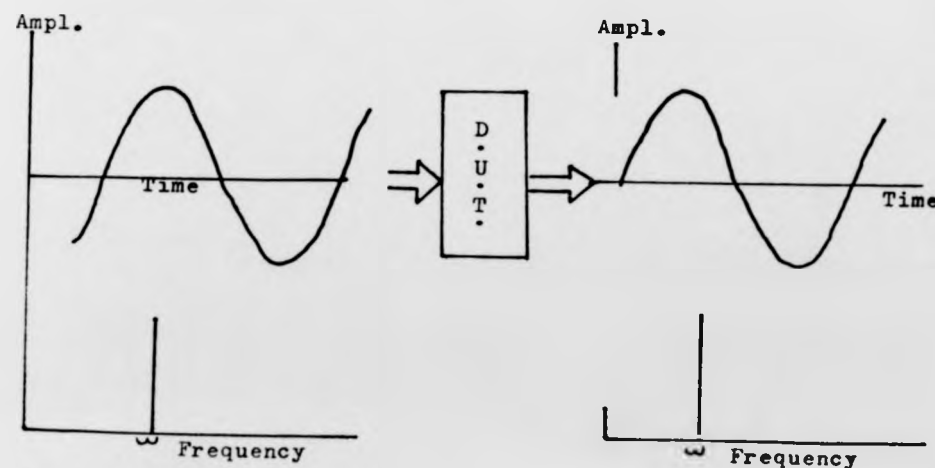 Ampl.
Time
ω Frequency
D.U.T.
Ampl.
Time
ω Frequency